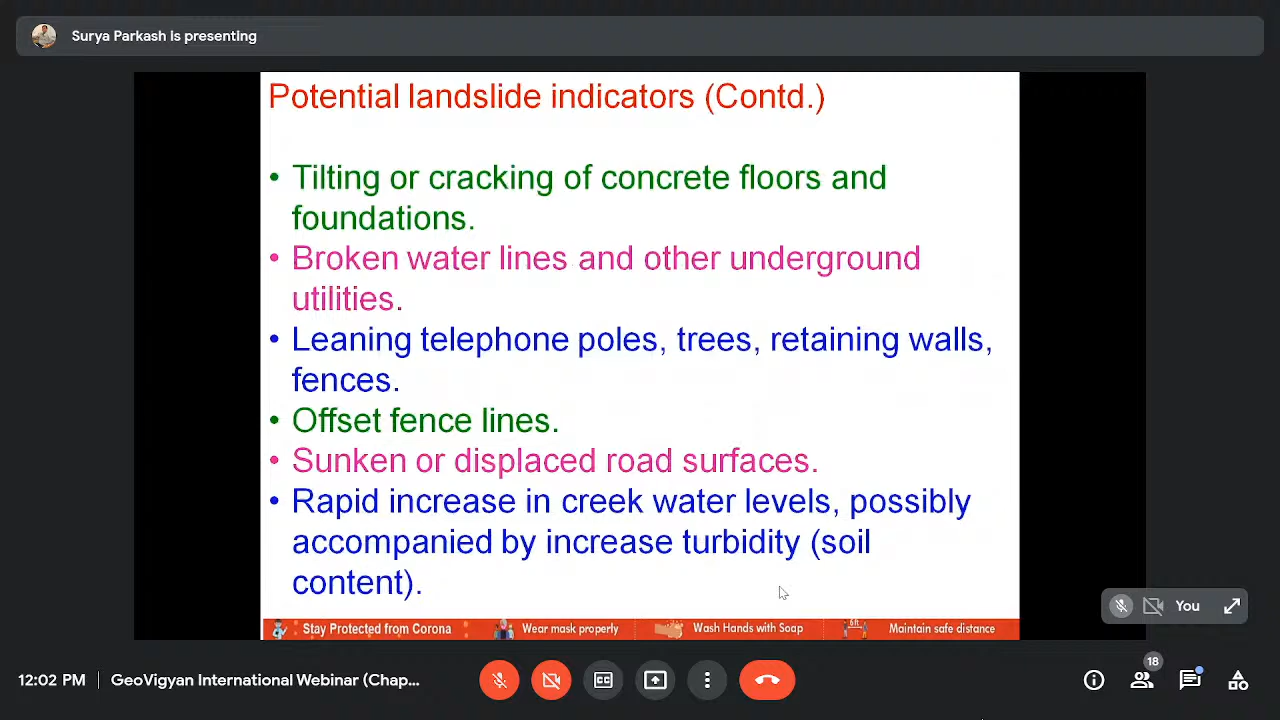 Surya Parkash is presenting
Potential landslide indicators (Contd.)
• Tilting or cracking of concrete floors and
foundations.
• Broken water lines and other underground
utilities.
• Leaning telephone poles, trees, retaining walls,
fences.
• Offset fence lines.
• Sunken or displaced road surfaces.
• Rapid increase in creek water levels, possibly
accompanied by increase turbidity (soil
content).
You
Stay Protected from Corona Wear mask properly Wash Hands with Soap 6ft Maintain safe distance
18
12:02 PM | GeoVigyan International Webinar (Chap...